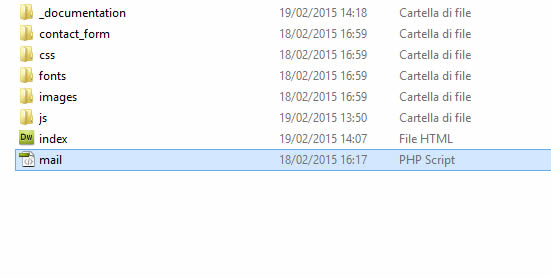 _documentation 19/02/2015 14:18 Cartella di file
contact_form 18/02/2015 16:59 Cartella di file
css 18/02/2015 16:59 Cartella di file
fonts 18/02/2015 16:59 Cartella di file
images 18/02/2015 16:59 Cartella di file
js 19/02/2015 13:50 Cartella di file
Dw index 19/02/2015 14:07 File HTML
mail 18/02/2015 16:17 PHP Script